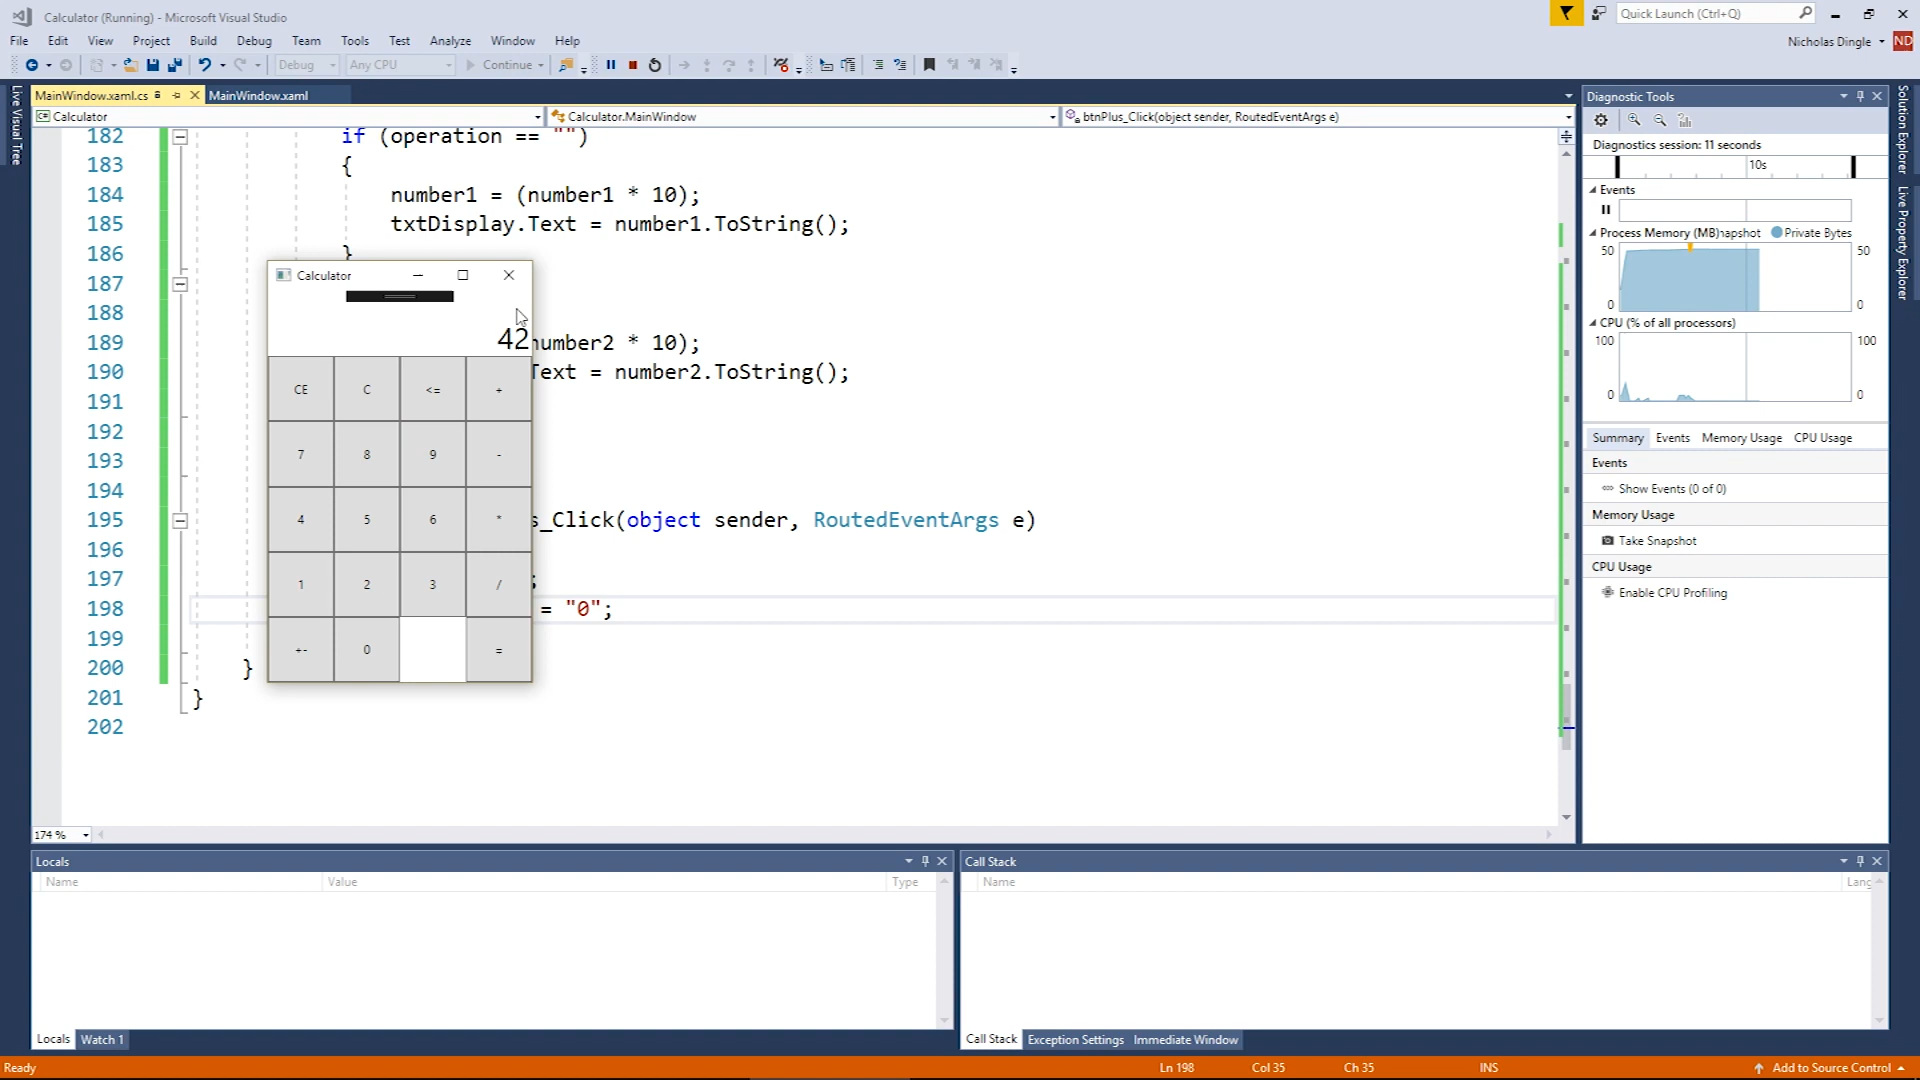 Calculator (Running) - Microsoft Visual Studio
Quick Launch (Ctrl+Q)
File Edit View Project Build Debug Team Tools Test Analyze Window Help
Nicholas Dingle ND
Debug Any CPU Continue
Live Visual Tree
MainWindow.xaml.cs MainWindow.xaml
Calculator Calculator.MainWindow btnPlus_Click(object sender, RoutedEventArgs e)
182 if (operation == "")
183 {
184 number1 = (number1 * 10);
185 txtDisplay.Text = number1.ToString();
186 }
187
188
189 number2 * 10);
190 Text = number2.ToString();
191
192
193
194
195 s_Click(object sender, RoutedEventArgs e)
196
197 ;
198 = "0";
199
200 }
201 }
202
Calculator
42
CE C <= +
7 8 9 -
4 5 6 *
1 2 3 /
+- 0 =
174 %
Diagnostic Tools
Diagnostics session: 11 seconds
10s
Events
Process Memory (MB) napshot Private Bytes
50 50
0 0
CPU (% of all processors)
100 100
0 0
Summary Events Memory Usage CPU Usage
Events
Show Events (0 of 0)
Memory Usage
Take Snapshot
CPU Usage
Enable CPU Profiling
Solution Explorer
Live Property Explorer
Locals
Name Value Type
Locals Watch 1
Call Stack
Name Lang
Call Stack Exception Settings Immediate Window
Ready Ln 198 Col 35 Ch 35 INS Add to Source Control